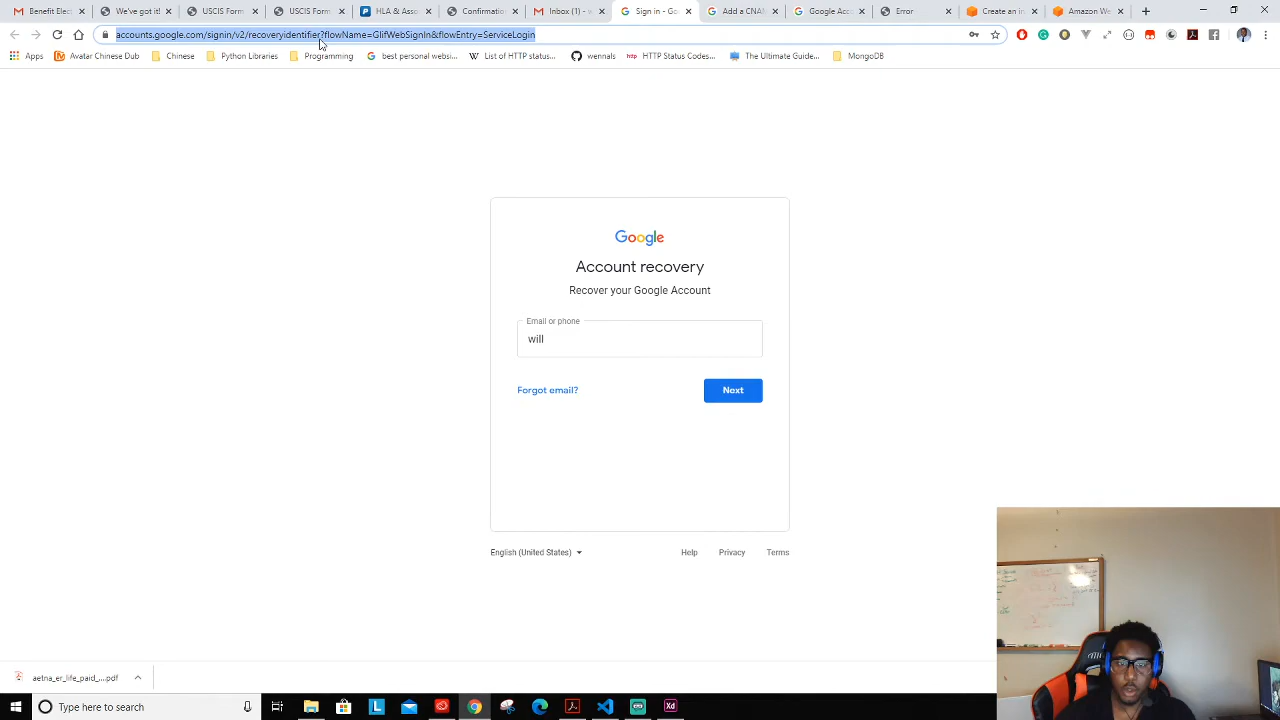 Benefit Elect
We've got it!
USCIS Form
USCIS Form
HLA & Asso
Confirmation
Inbox (1) - w
Sign in - Go
Add a CNAM
Google Acc
Error
Create an in
Amazon We
accounts.google.com/signin/v2/recoveryidentifier?flowName=GlifWebSignIn&flowEntry=ServiceLogin
Apps
Avatar Chinese Dub
Chinese
Python Libraries
Programming
best personal websi...
List of HTTP status...
wennals
HTTP Status Codes...
The Ultimate Guide...
MongoDB
Google
Account recovery
Recover your Google Account
Email or phone
will
Forgot email?
Next
English (United States)
Help
Privacy
Terms
aetna_er_life_paid_....pdf
Type here to search